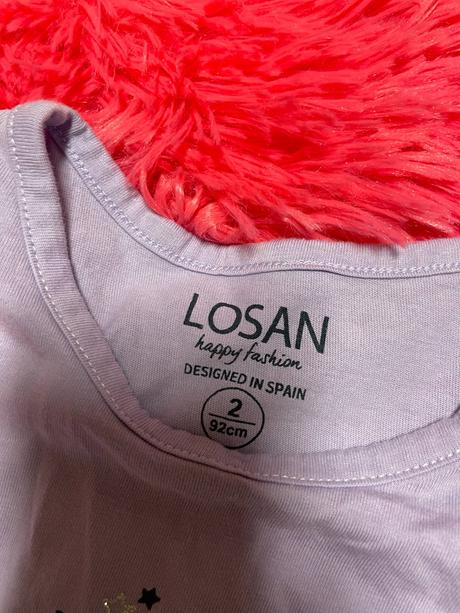 LOSAN
happy fashion
DESIGNED IN SPAIN
2
92cm